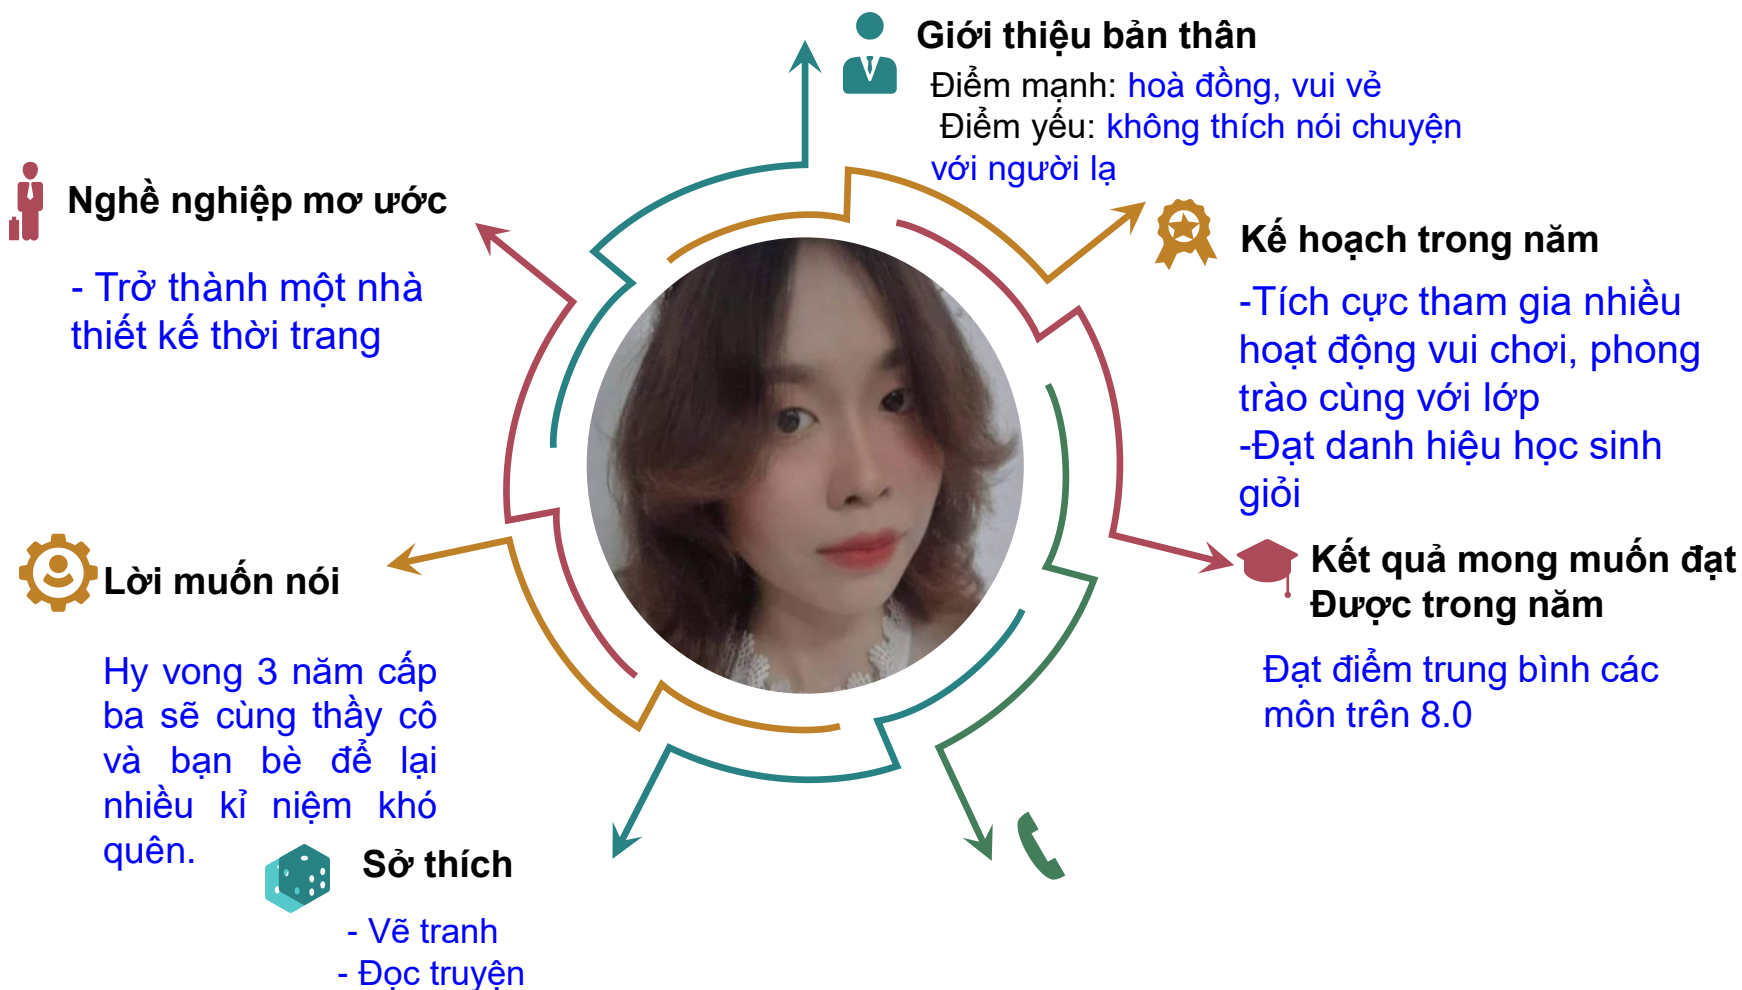 Giới thiệu bản thân
Điểm mạnh: hoà đồng, vui vẻ
Điểm yếu: không thích nói chuyện
với người lạ
Kế hoạch trong năm
-Tích cực tham gia nhiều
hoạt động vui chơi, phong
trào cùng với lớp
-Đạt danh hiệu học sinh
giỏi
Kết quả mong muốn đạt
Được trong năm
Đạt điểm trung bình các
môn trên 8.0
Sở thích
- Vẽ tranh
- Đọc truyện
Lời muốn nói
Hy vong 3 năm cấp
ba sẽ cùng thầy cô
và bạn bè để lại
nhiều kỉ niệm khó
quên.
Nghề nghiệp mơ ước
- Trở thành một nhà
thiết kế thời trang